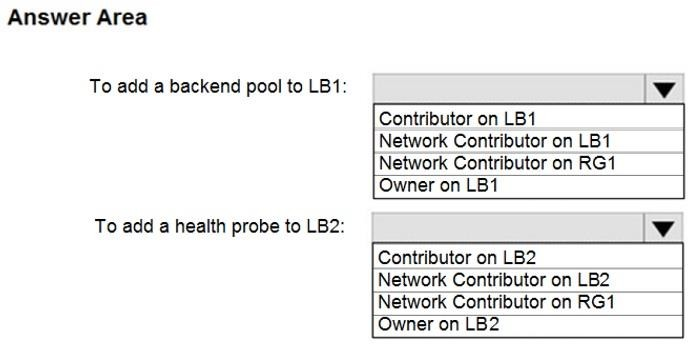 Answer Area
To add a backend pool to LB1:
Contributor on LB1
Network Contributor on LB1
Network Contributor on RG1
Owner on LB1
To add a health probe to LB2:
Contributor on LB2
Network Contributor on LB2
Network Contributor on RG1
Owner on LB2